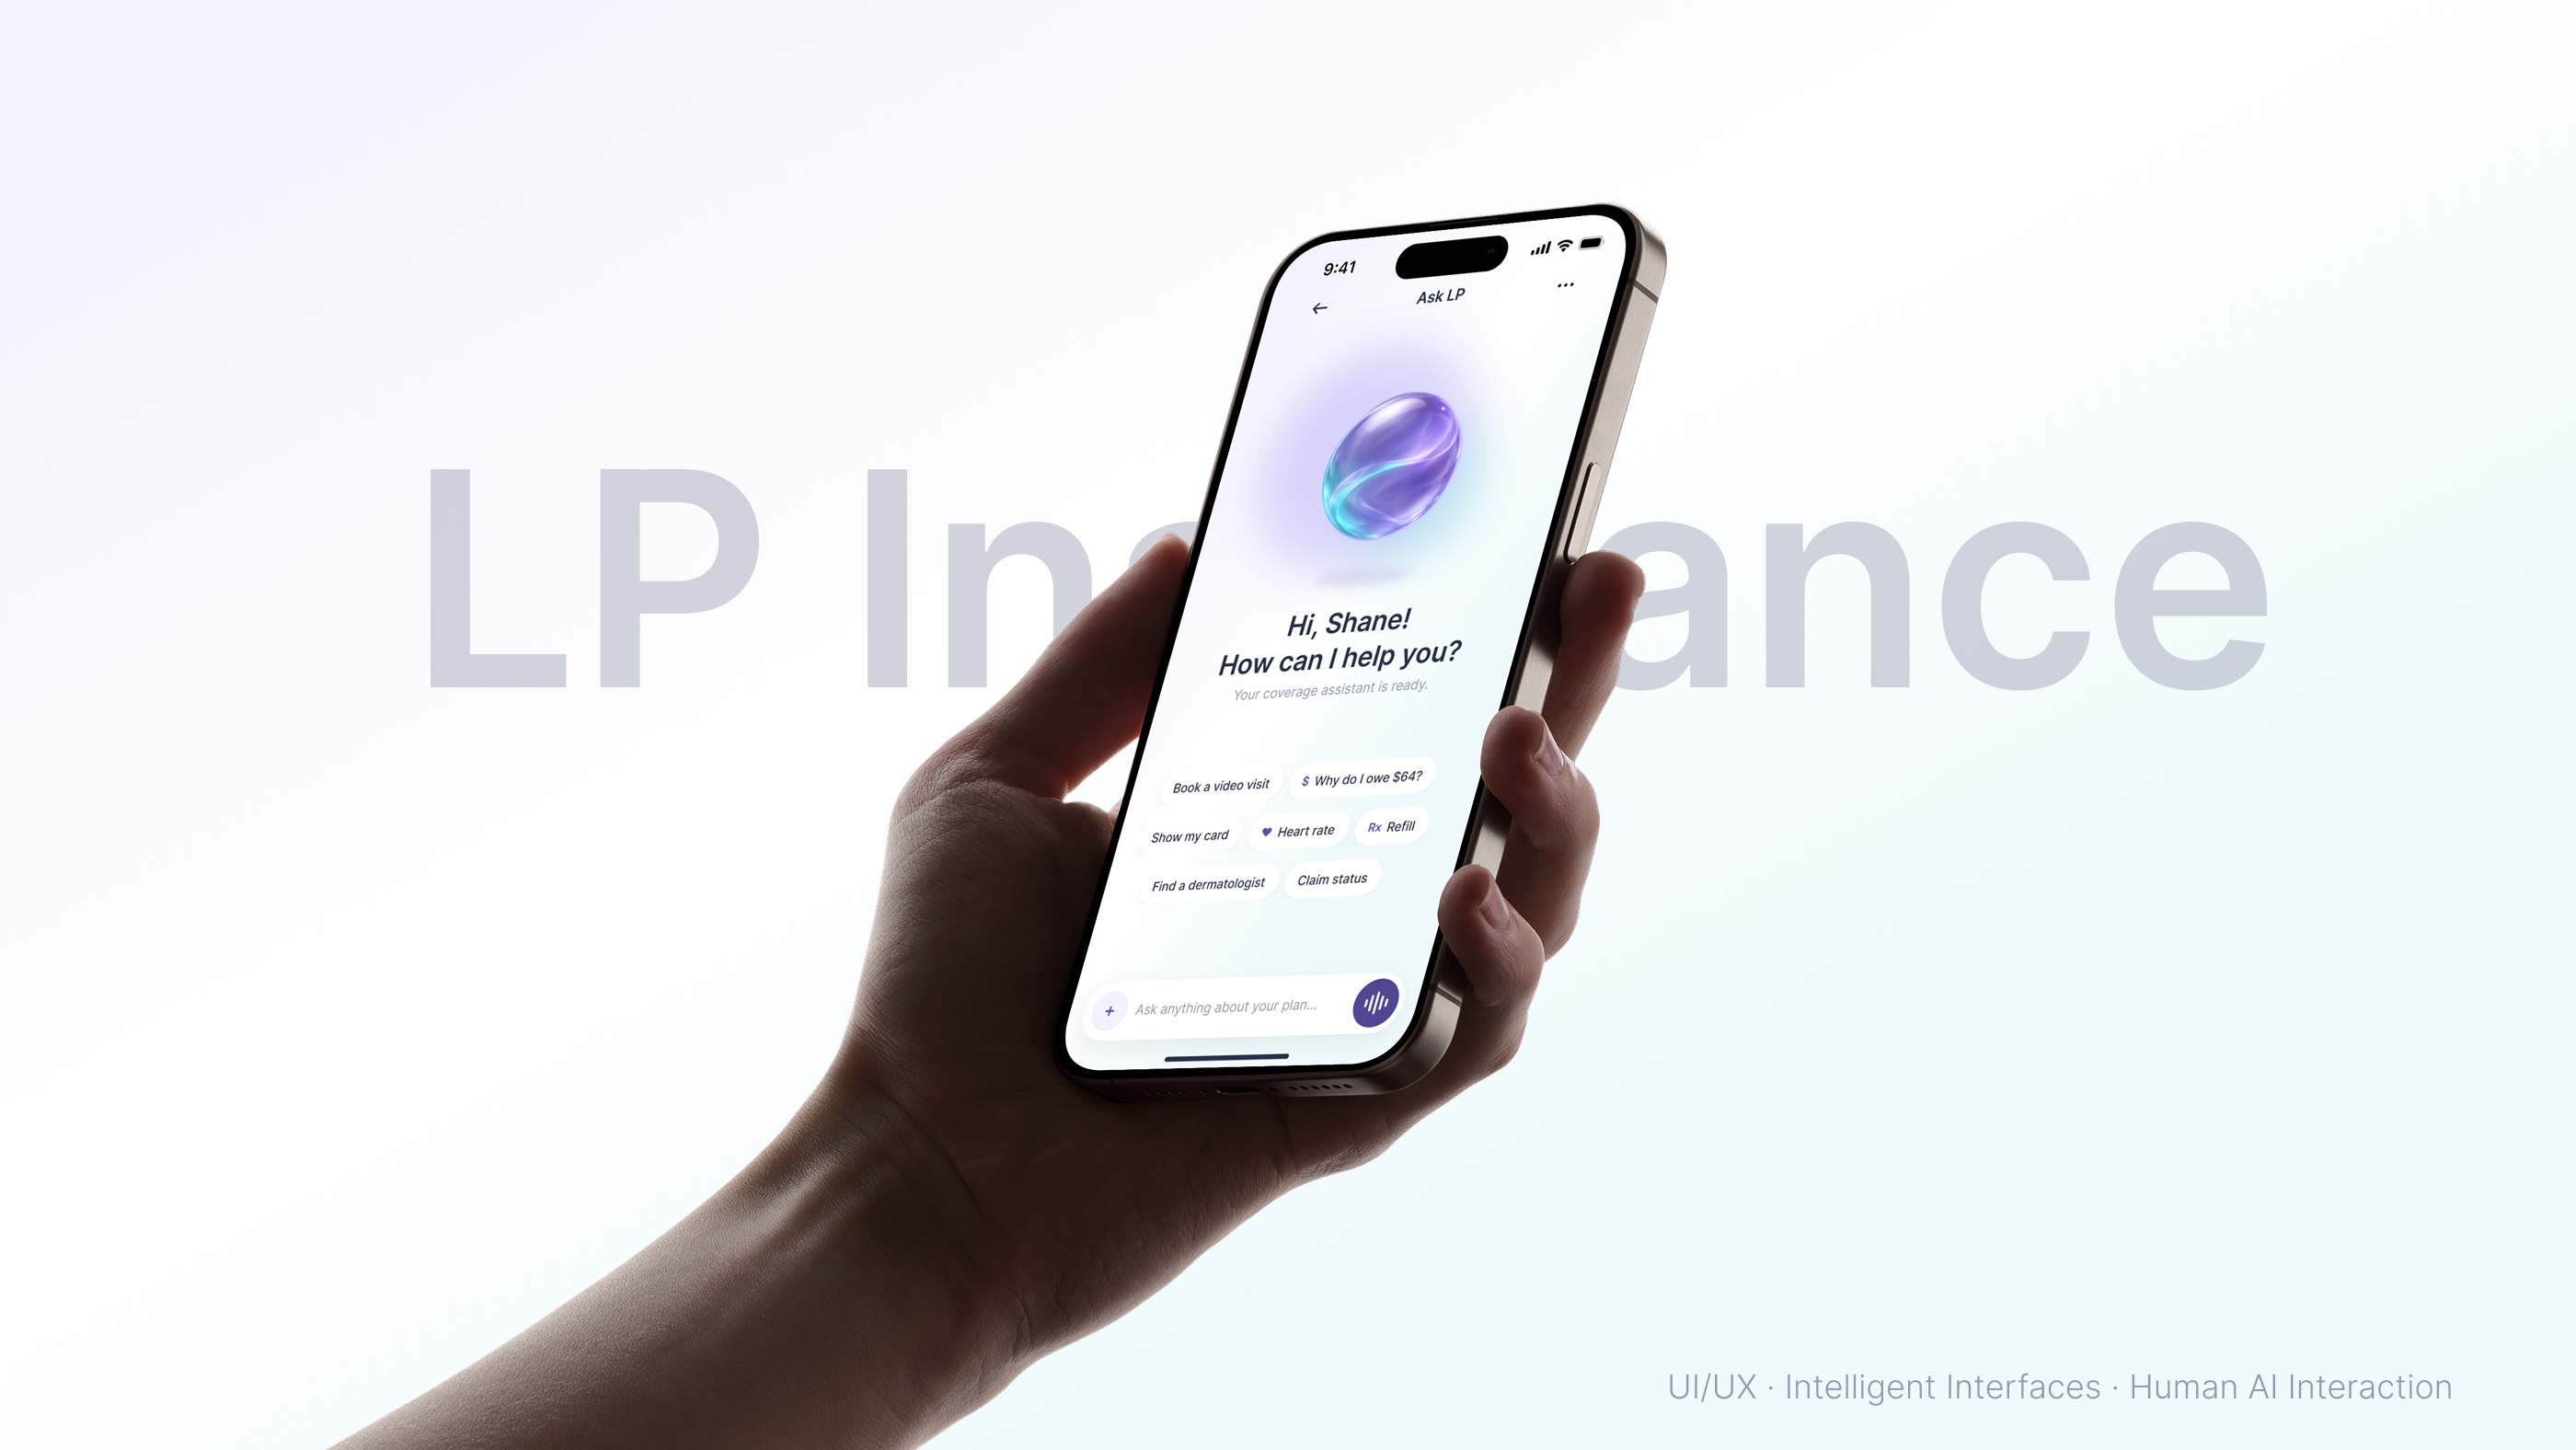 9:41
Ask LP
LP Ins ance
Hi, Shane!
How can I help you?
Your coverage assistant is ready.
Book a video visit
$ Why do I owe $64?
Show my card
Heart rate
Rx Refill
Find a dermatologist
Claim status
+ Ask anything about your plan...
UI/UX · Intelligent Interfaces · Human AI Interaction